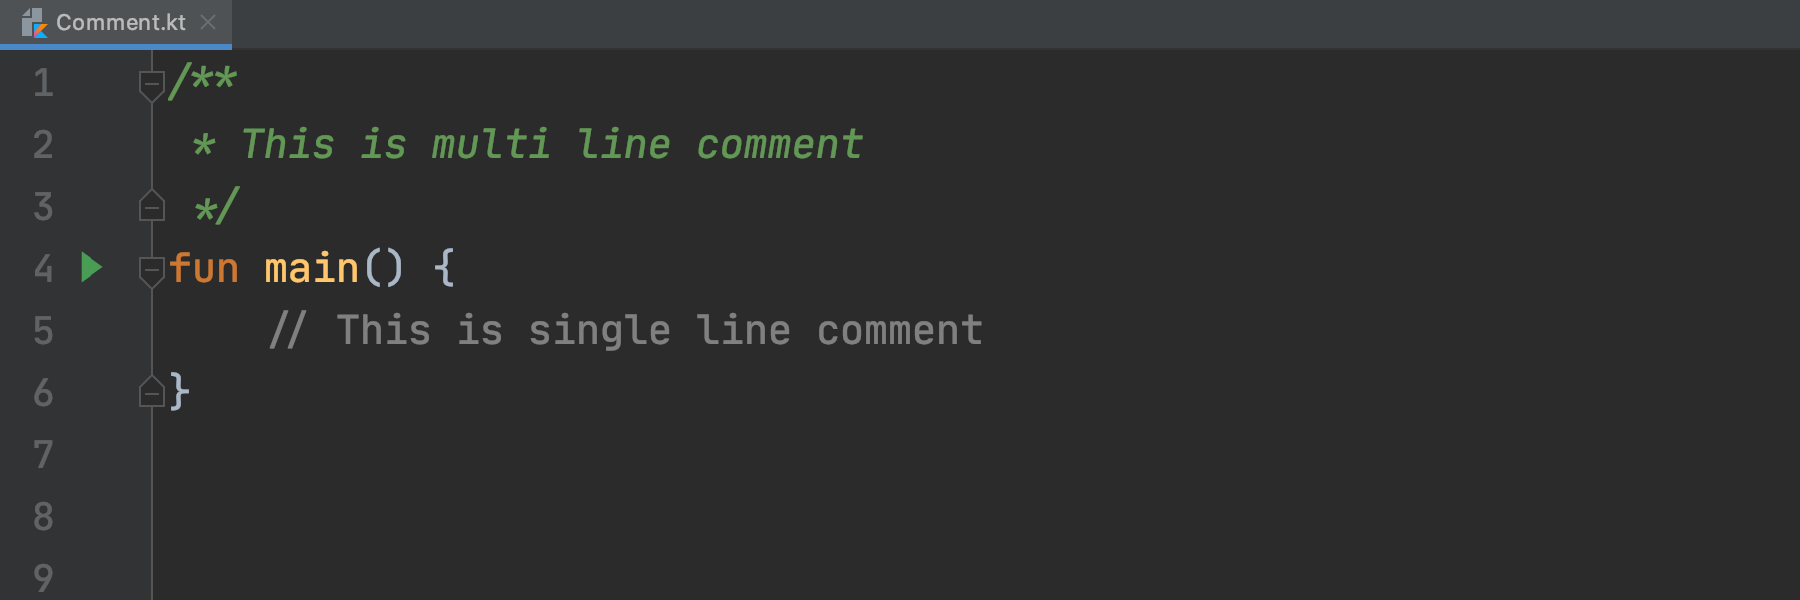 Comment.kt
1 /**
2  * This is multi line comment
3  */
4 fun main() {
5     // This is single line comment
6 }
7
8
9